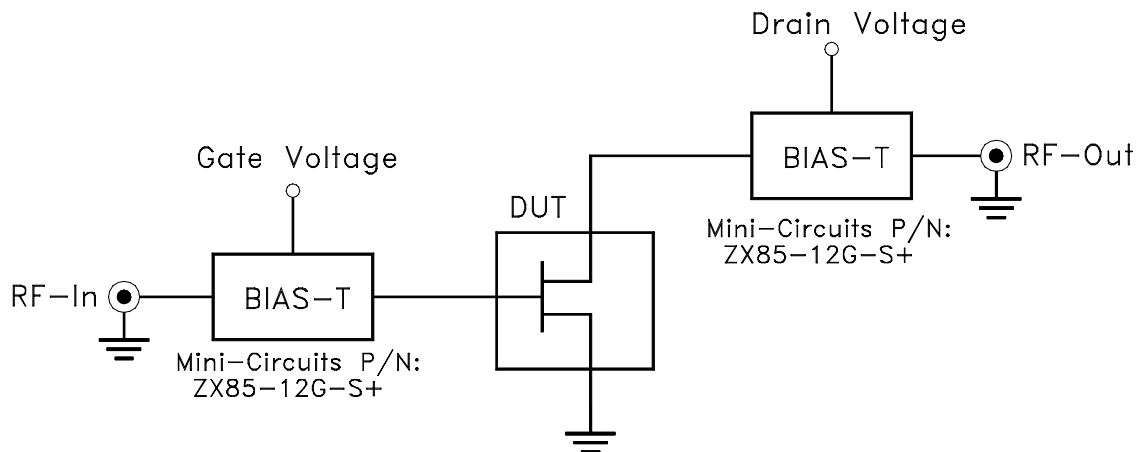 Drain Voltage
BIAS-T
RF-Out
Mini-Circuits P/N:
ZX85-12G-S+
Gate Voltage
DUT
RF-In
BIAS-T
Mini-Circuits P/N:
ZX85-12G-S+